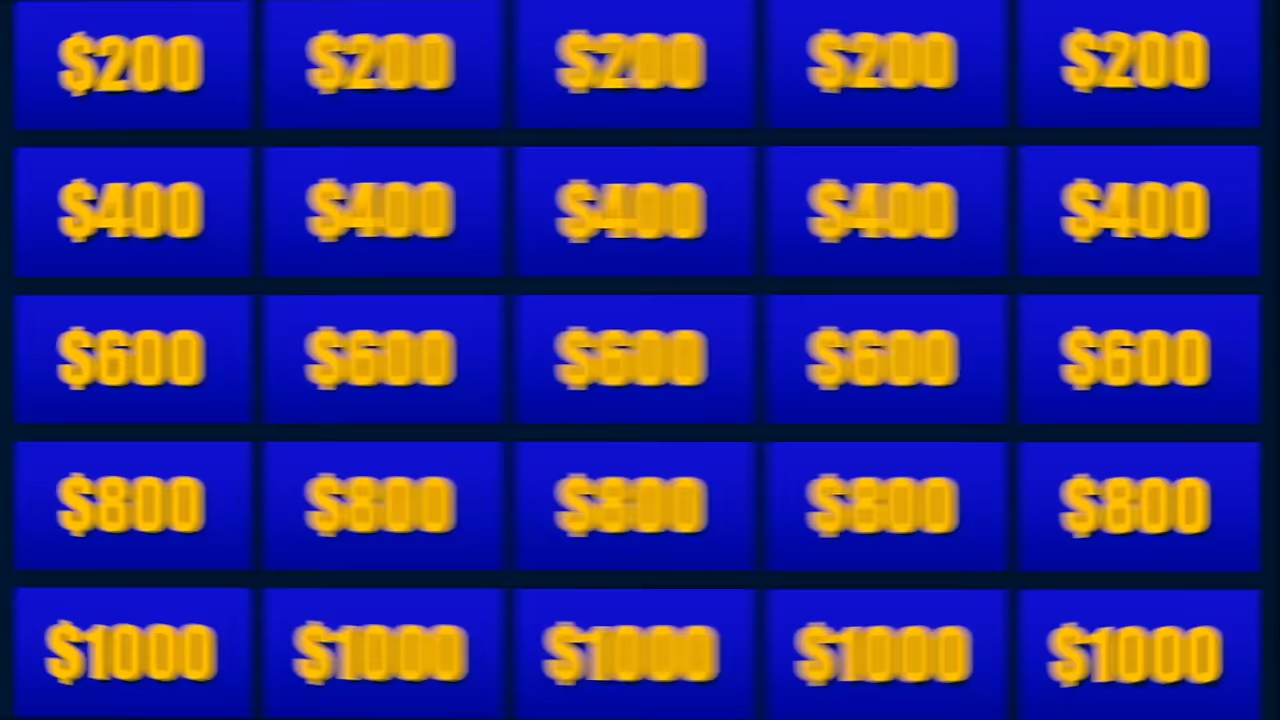 $200 $200 $200 $200 $200
$400 $400 $400 $400 $400
$600 $600 $600 $600 $600
$800 $800 $800 $800 $800
$1000 $1000 $1000 $1000 $1000